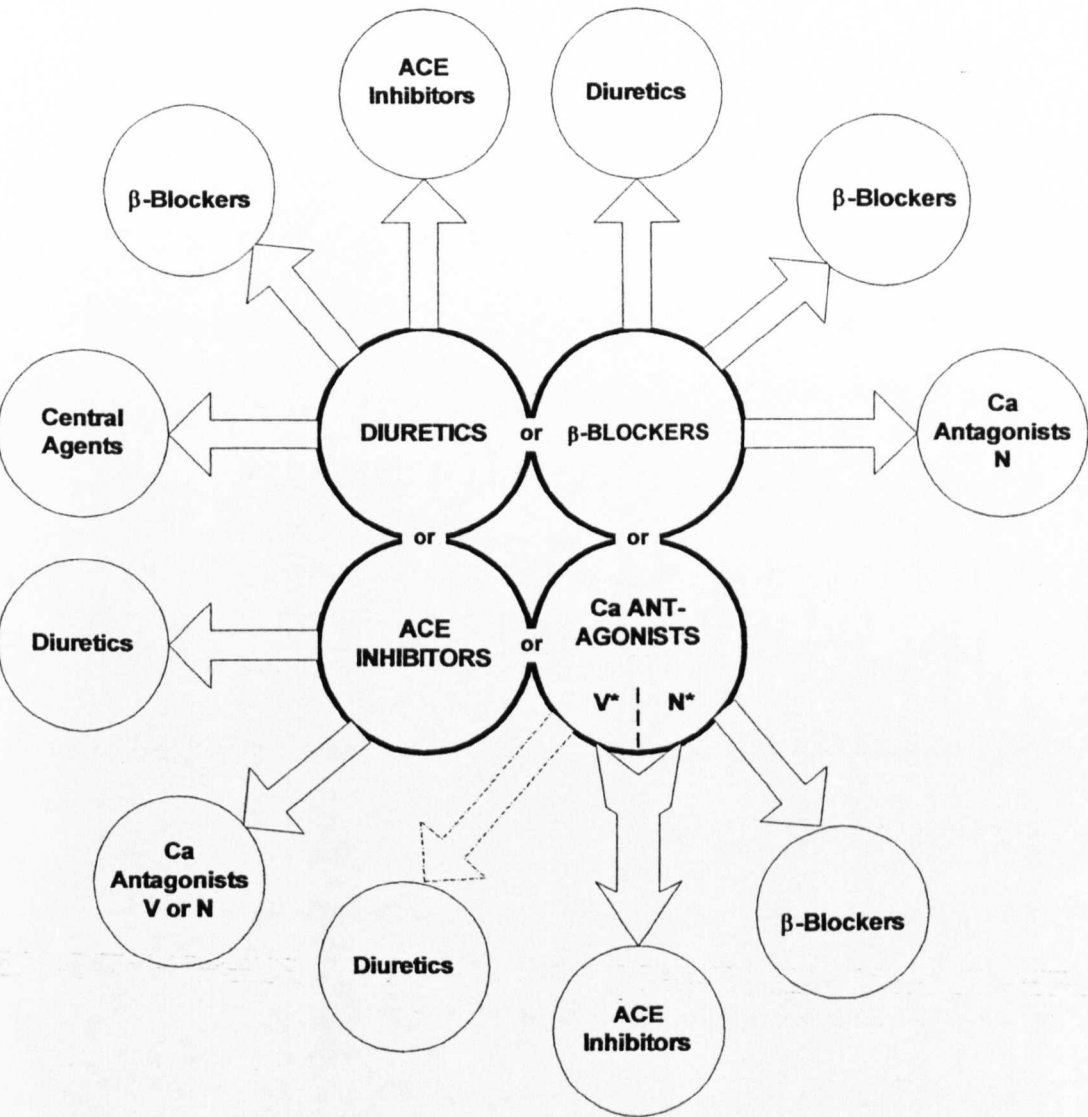 ACE
Inhibitors
Diuretics
β-Blockers
β-Blockers
Central
Agents
DIURETICS or β-BLOCKERS
Ca
Antagonists
N
or
or
Diuretics
ACE
INHIBITORS
or
Ca ANT-
AGONISTS
V* N*
Ca
Antagonists
V or N
Diuretics
β-Blockers
ACE
Inhibitors